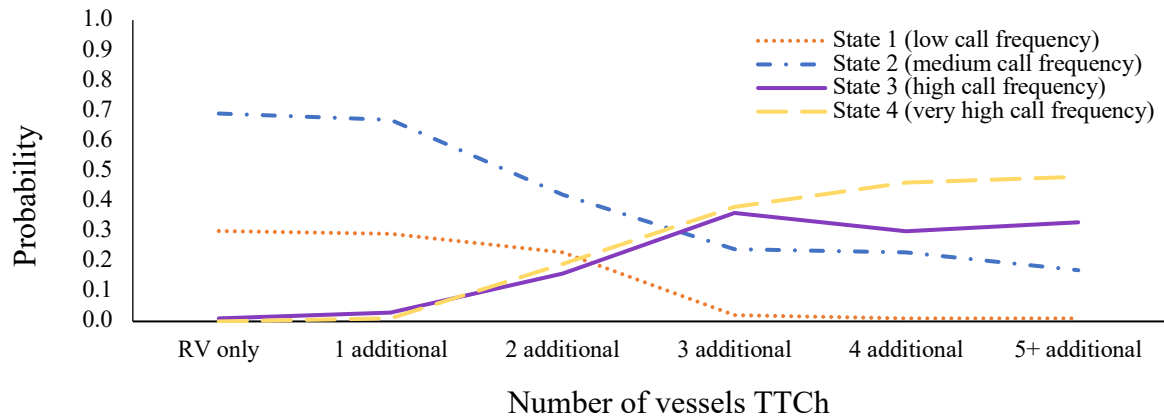 1.0
0.9
0.8
0.7
0.6
0.5
0.4
0.3
0.2
0.1
0.0
Probability
State 1 (low call frequency)
State 2 (medium call frequency)
State 3 (high call frequency)
State 4 (very high call frequency)
RV only 1 additional 2 additional 3 additional 4 additional 5+ additional
Number of vessels TTCh